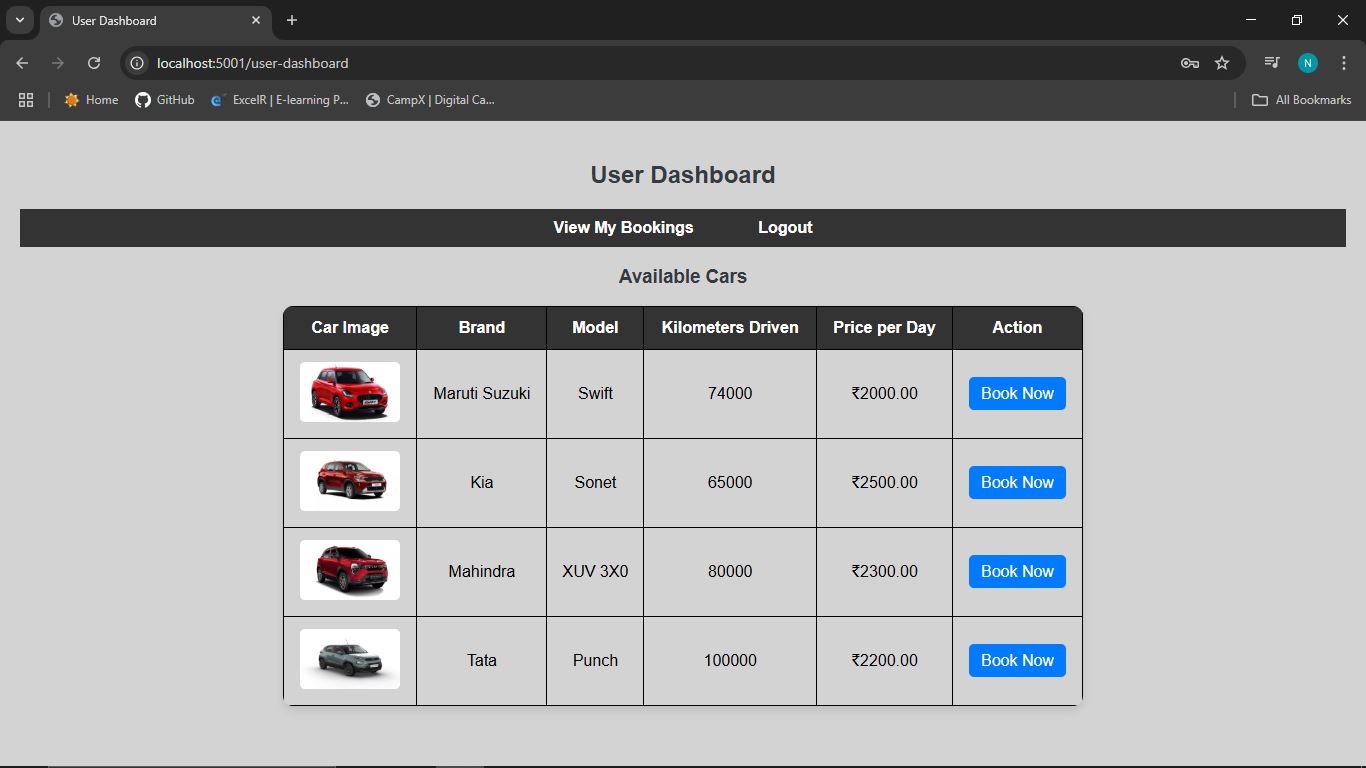 User Dashboard
localhost:5001/user-dashboard
N
Home GitHub ExcelR | E-learning P... CampX | Digital Ca... All Bookmarks
User Dashboard
View My Bookings Logout
Available Cars
Car Image Brand Model Kilometers Driven Price per Day Action
Maruti Suzuki Swift 74000 ₹2000.00 Book Now
Kia Sonet 65000 ₹2500.00 Book Now
Mahindra XUV 3X0 80000 ₹2300.00 Book Now
Tata Punch 100000 ₹2200.00 Book Now